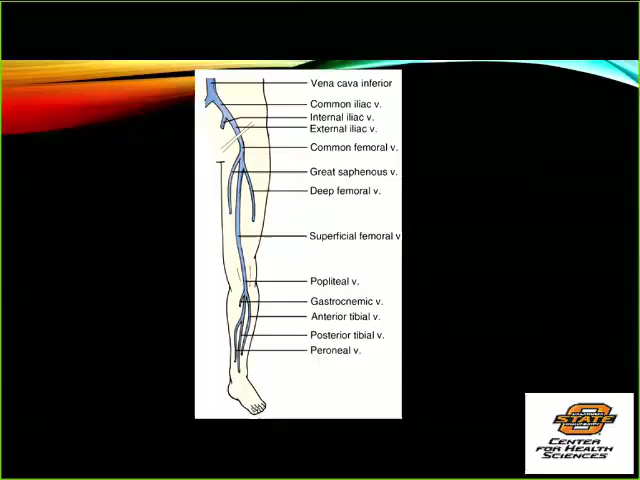 Vena cava inferior
Common iliac v.
Internal iliac v.
External iliac v.
Common femoral v.
Great saphenous v.
Deep femoral v.
Superficial femoral v
Popliteal v.
Gastrocnemic v.
Anterior tibial v.
Posterior tibial v.
Peroneal v.
STATE
CENTER
FOR HEALTH
SCIENCES